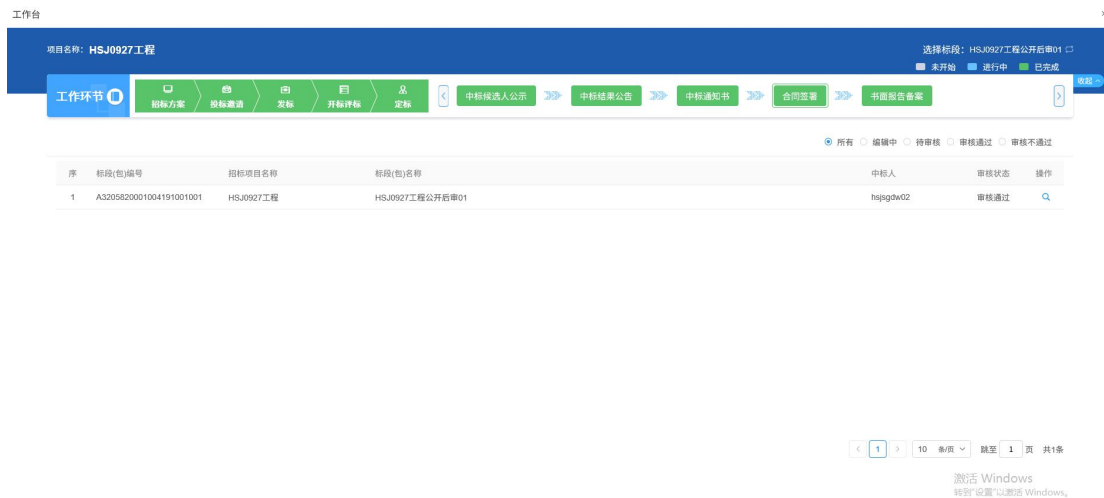 工作台
项目名称：HSJ0927工程
选择标段：HSJ0927工程公开后审01
未开始 进行中 已完成
收起
工作环节
招标方案 投标邀请 发标 开标评标 定标
中标候选人公示 中标结果公告 中标通知书 合同签署 书面报告备案
所有 编辑中 待审核 审核通过 审核不通过
序 标段(包)编号 招标项目名称 标段(包)名称 中标人 审核状态 操作
1 A3205820001004191001001 HSJ0927工程 HSJ0927工程公开后审01 hsjsgdw02 审核通过
1 10 条/页 跳至 1 页 共1条
激活 Windows
转到"设置"以激活 Windows。